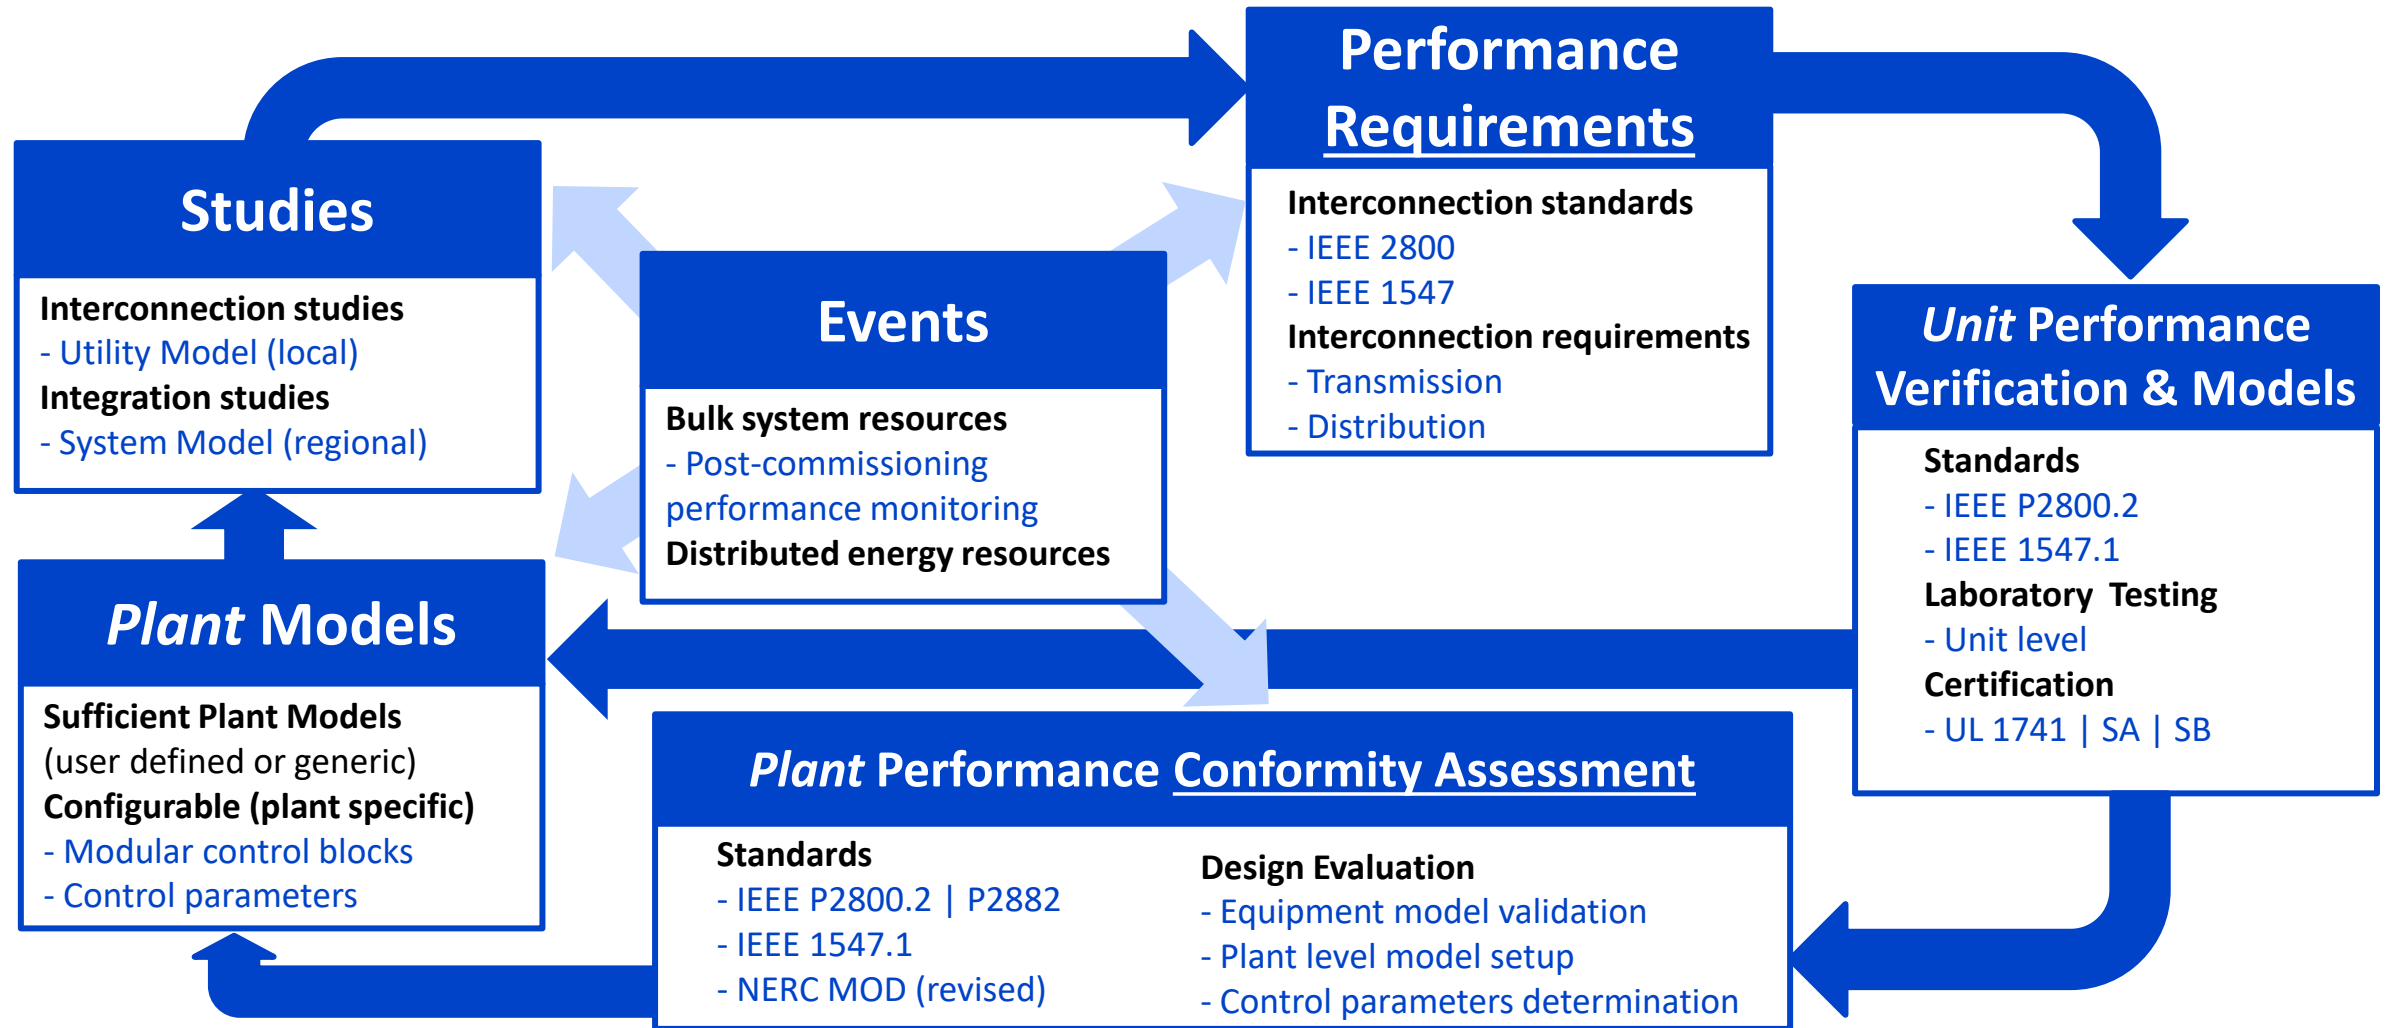 Performance
Requirements
Interconnection standards
- IEEE 2800
- IEEE 1547
Interconnection requirements
- Transmission
- Distribution
Studies
Interconnection studies
- Utility Model (local)
Integration studies
- System Model (regional)
Events
Bulk system resources
- Post-commissioning
performance monitoring
Distributed energy resources
Unit Performance
Verification & Models
Standards
- IEEE P2800.2
- IEEE 1547.1
Laboratory  Testing
- Unit level
Certification
- UL 1741 | SA | SB
Plant Models
Sufficient Plant Models
(user defined or generic)
Configurable (plant specific)
- Modular control blocks
- Control parameters
Plant Performance Conformity Assessment
Standards
- IEEE P2800.2 | P2882
- IEEE 1547.1
- NERC MOD (revised)
Design Evaluation
- Equipment model validation
- Plant level model setup
- Control parameters determination